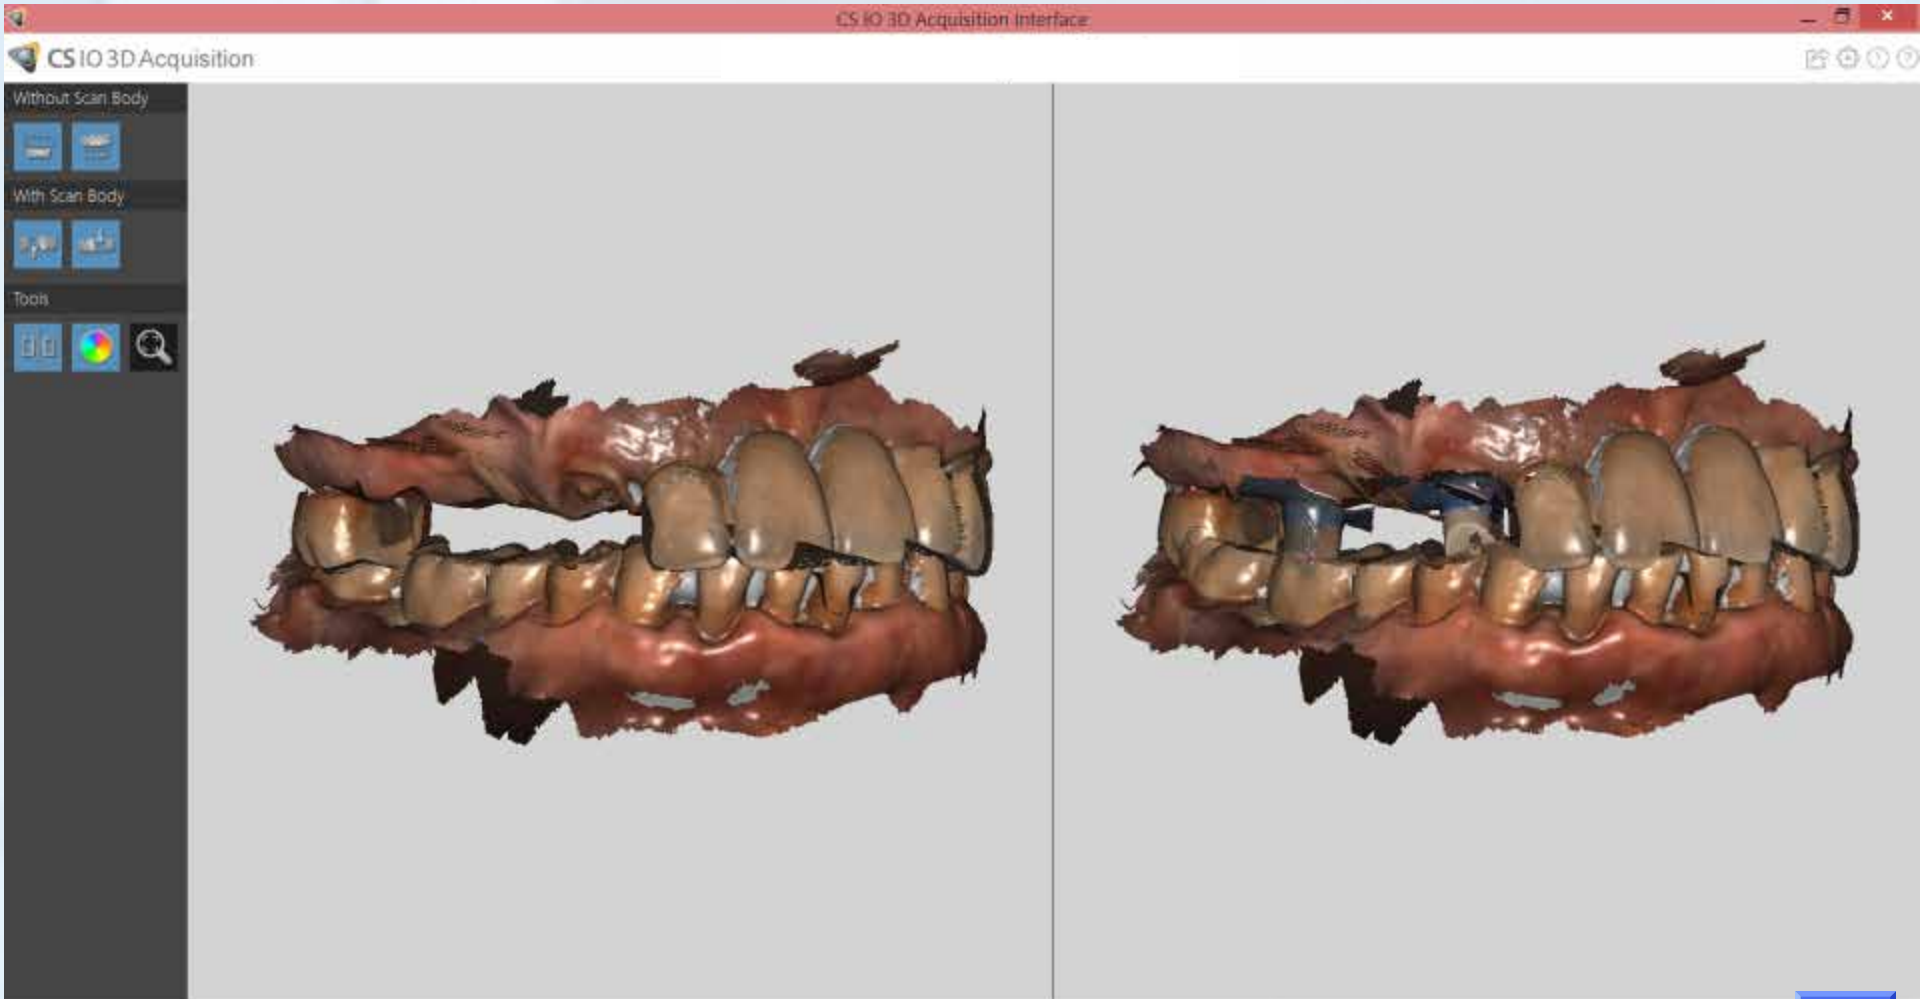 CS IO 3D Acquisition Interface
CS IO 3D Acquisition
Without Scan Body
With Scan Body
Tools